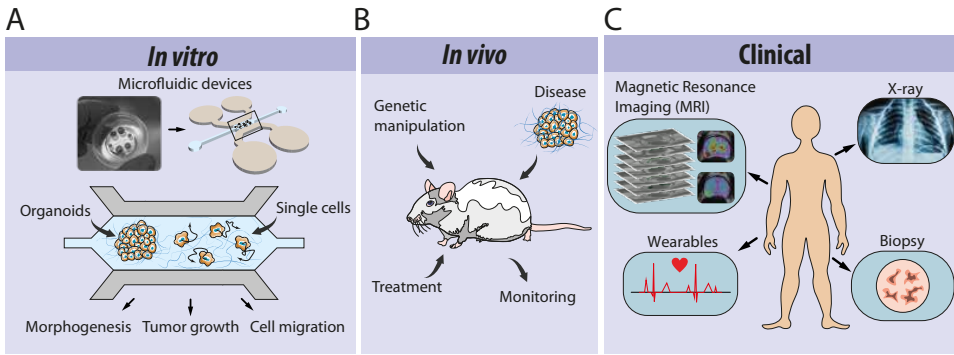 A
In vitro
Microfluidic devices
Organoids
Single cells
Morphogenesis
Tumor growth
Cell migration
B
In vivo
Genetic
manipulation
Disease
Treatment
Monitoring
C
Clinical
Magnetic Resonance
Imaging (MRI)
X-ray
Wearables
Biopsy